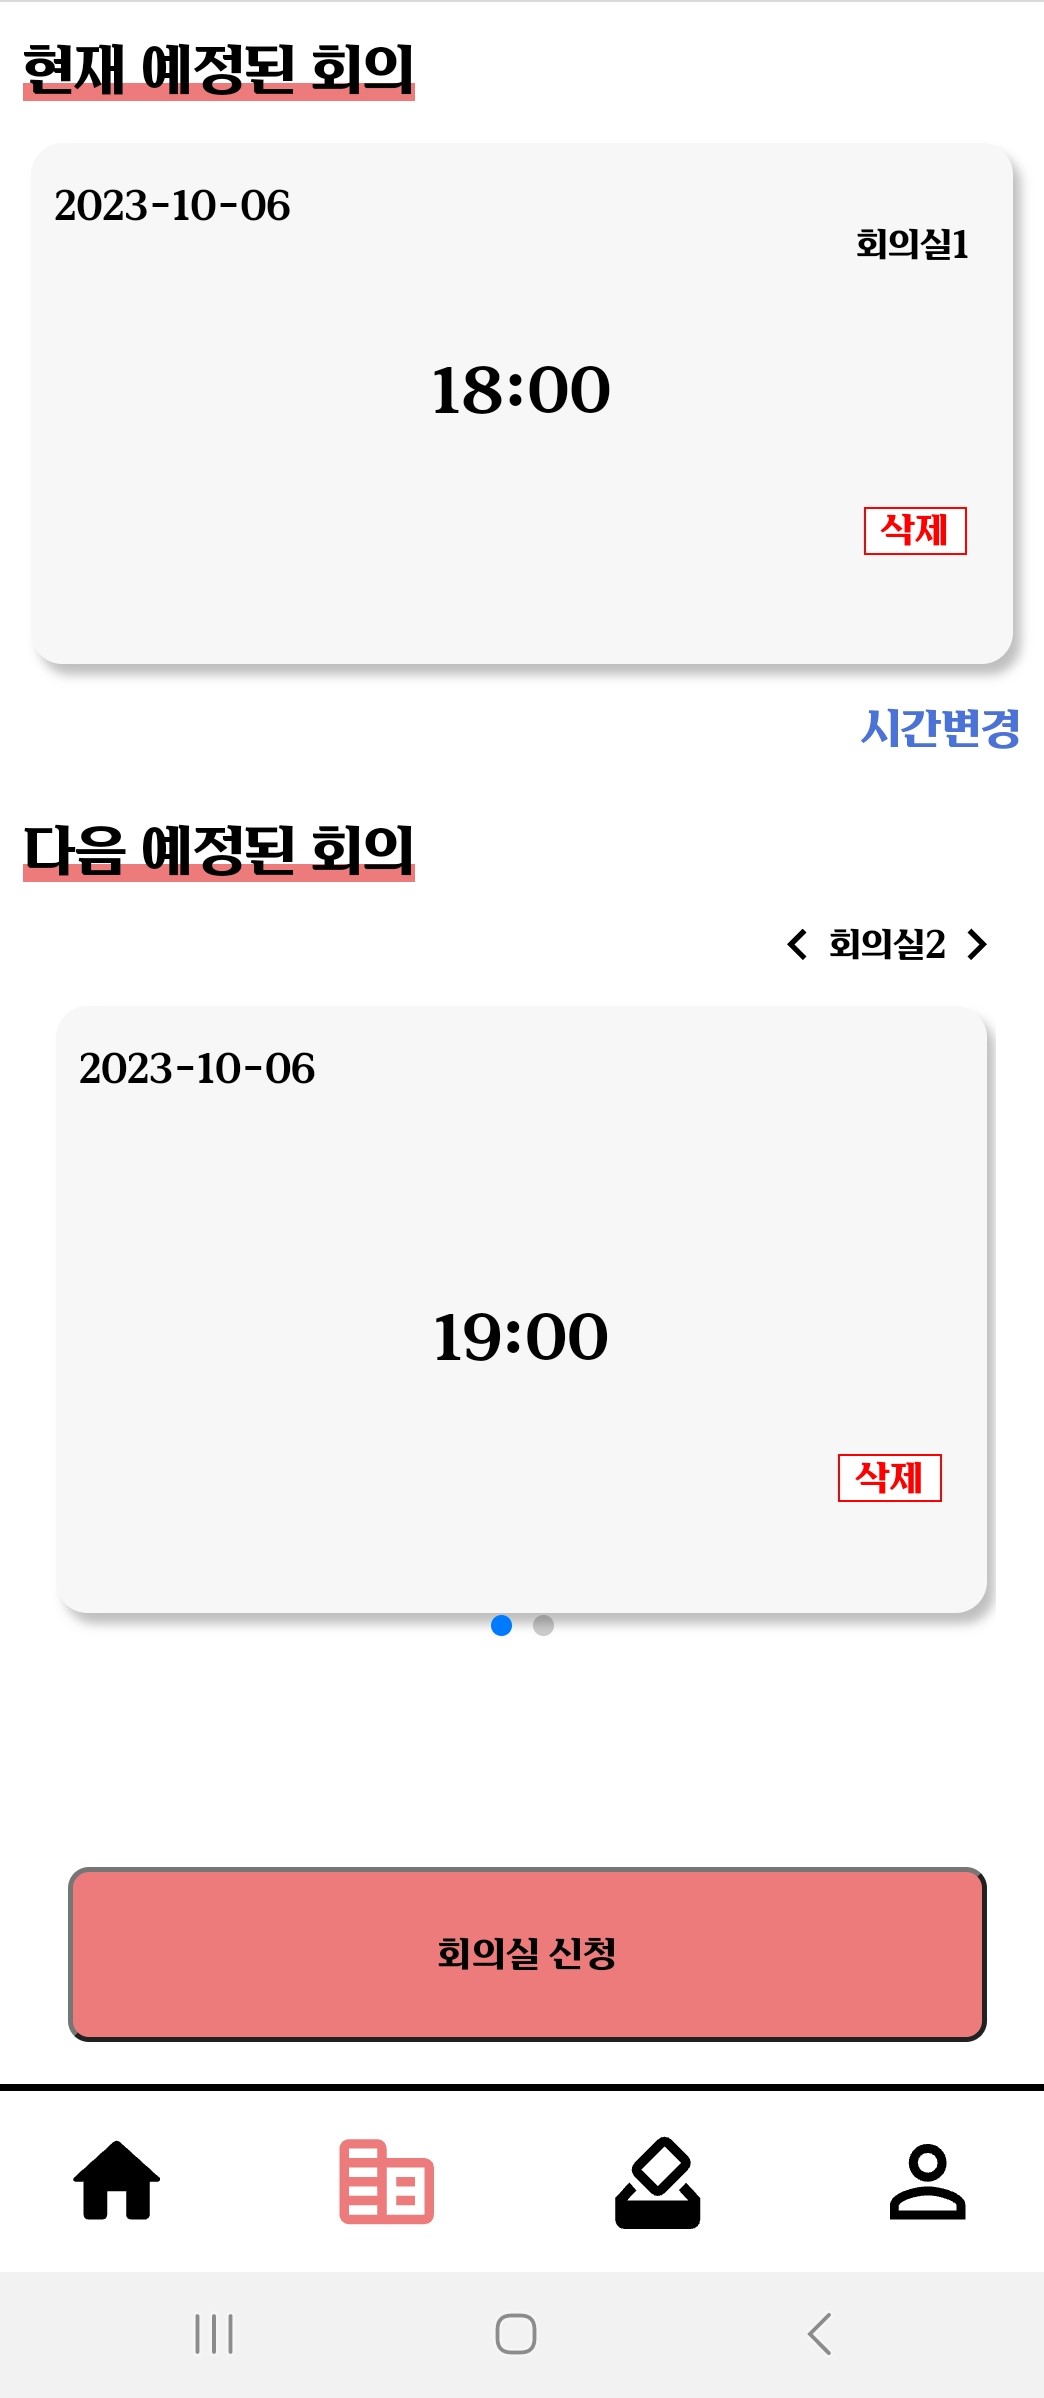 현재 예정된 회의
2023-10-06
회의실1
18:00
삭제
시간변경
다음 예정된 회의
회의실2
2023-10-06
19:00
삭제
회의실 신청